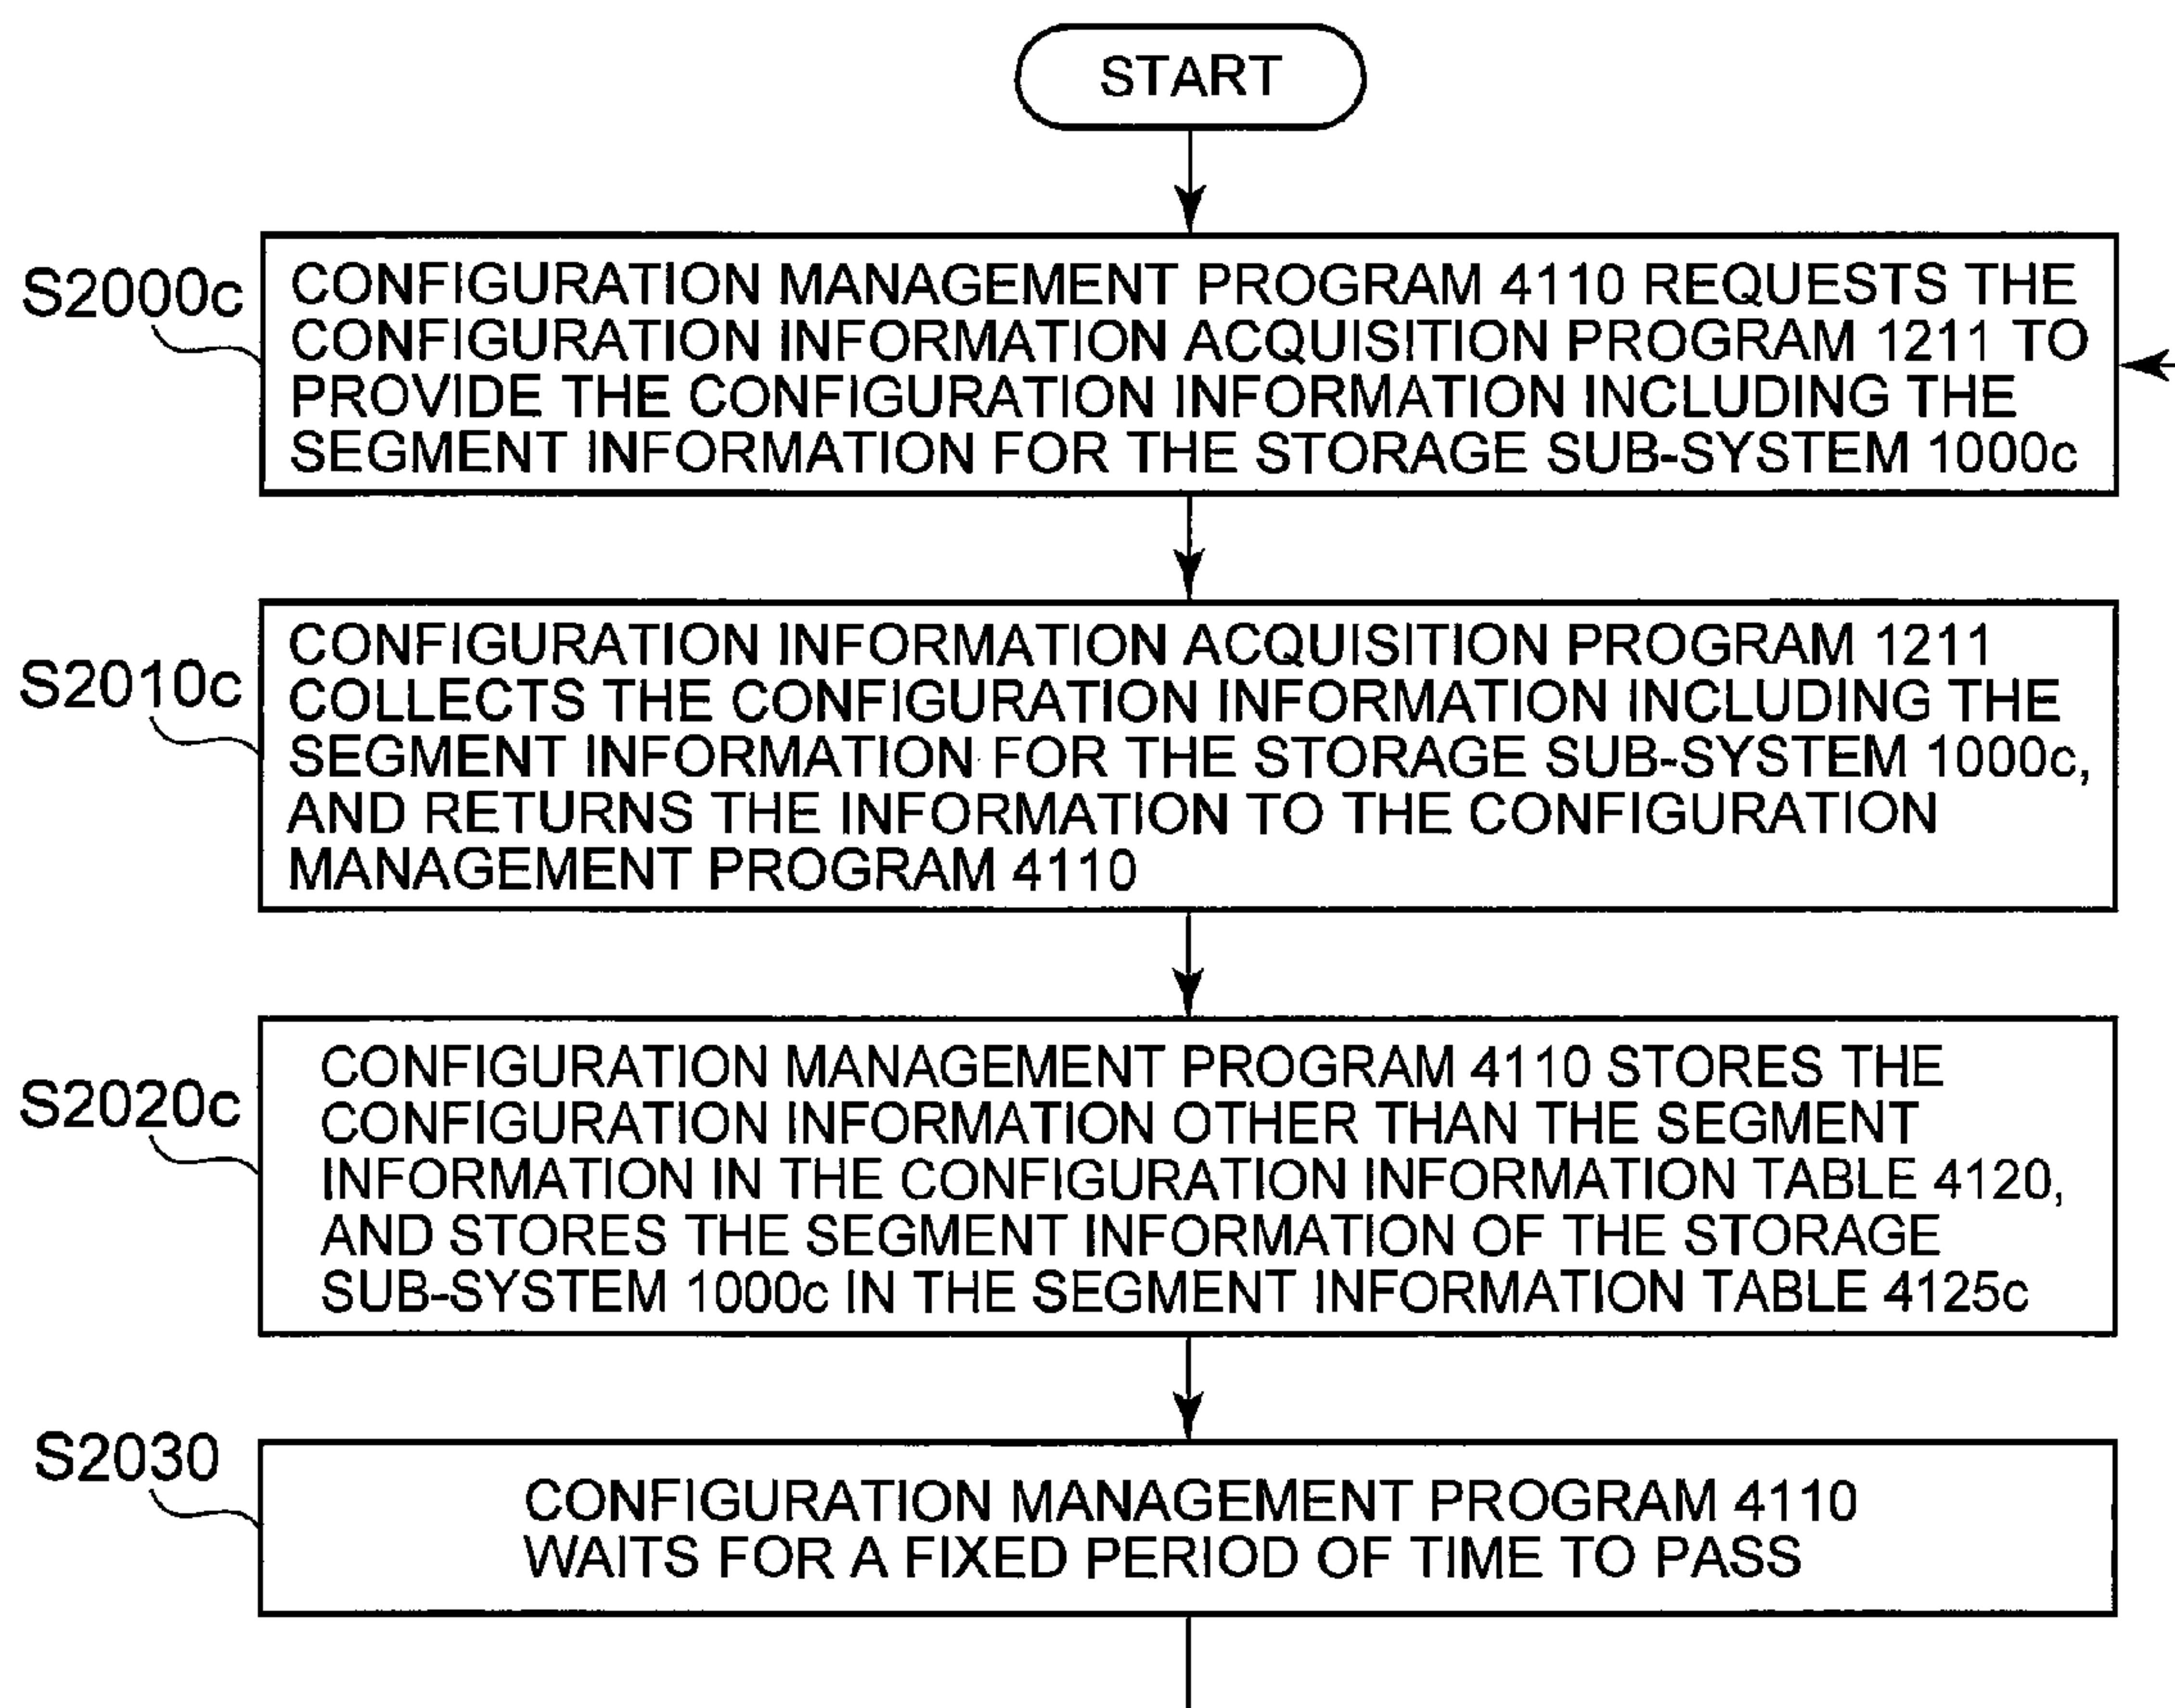 START
S2000c
CONFIGURATION MANAGEMENT PROGRAM 4110 REQUESTS THE
CONFIGURATION INFORMATION ACQUISITION PROGRAM 1211 TO
PROVIDE THE CONFIGURATION INFORMATION INCLUDING THE
SEGMENT INFORMATION FOR THE STORAGE SUB-SYSTEM 1000c
S2010c
CONFIGURATION INFORMATION ACQUISITION PROGRAM 1211
COLLECTS THE CONFIGURATION INFORMATION INCLUDING THE
SEGMENT INFORMATION FOR THE STORAGE SUB-SYSTEM 1000c,
AND RETURNS THE INFORMATION TO THE CONFIGURATION
MANAGEMENT PROGRAM 4110
S2020c
CONFIGURATION MANAGEMENT PROGRAM 4110 STORES THE
CONFIGURATION INFORMATION OTHER THAN THE SEGMENT
INFORMATION IN THE CONFIGURATION INFORMATION TABLE 4120,
AND STORES THE SEGMENT INFORMATION OF THE STORAGE
SUB-SYSTEM 1000c IN THE SEGMENT INFORMATION TABLE 4125c
S2030
CONFIGURATION MANAGEMENT PROGRAM 4110
WAITS FOR A FIXED PERIOD OF TIME TO PASS